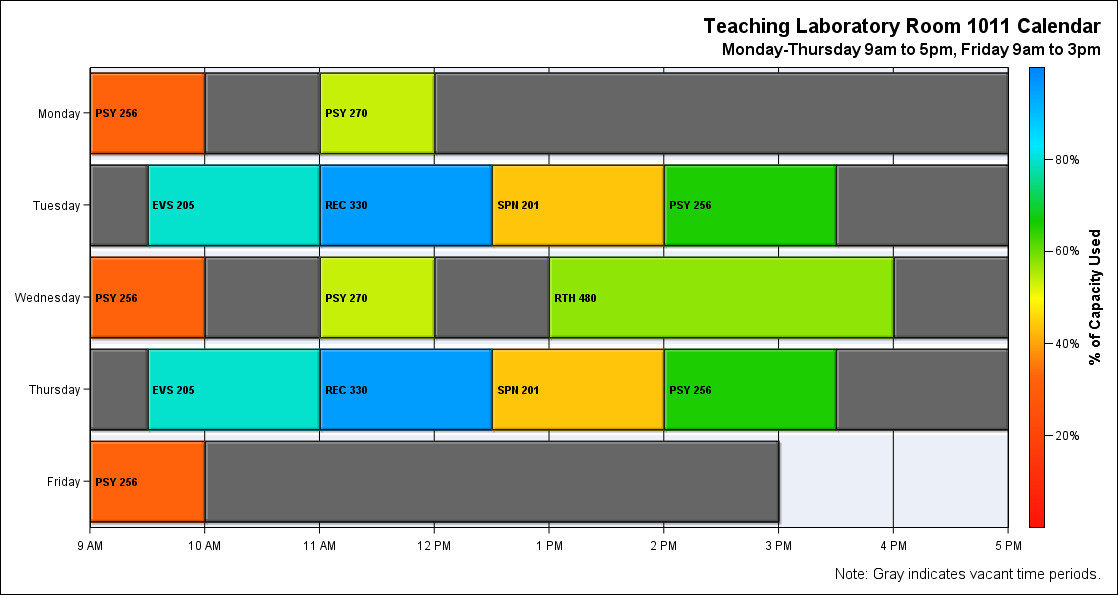 Teaching Laboratory Room 1011 Calendar
Monday-Thursday 9am to 5pm, Friday 9am to 3pm
Monday
PSY 256
PSY 270
Tuesday
EVS 205
REC 330
SPN 201
PSY 256
Wednesday
PSY 256
PSY 270
RTH 480
Thursday
EVS 205
REC 330
SPN 201
PSY 256
Friday
PSY 256
9 AM
10 AM
11 AM
12 PM
1 PM
2 PM
3 PM
4 PM
5 PM
80%
60%
40%
20%
% of Capacity Used
Note: Gray indicates vacant time periods.